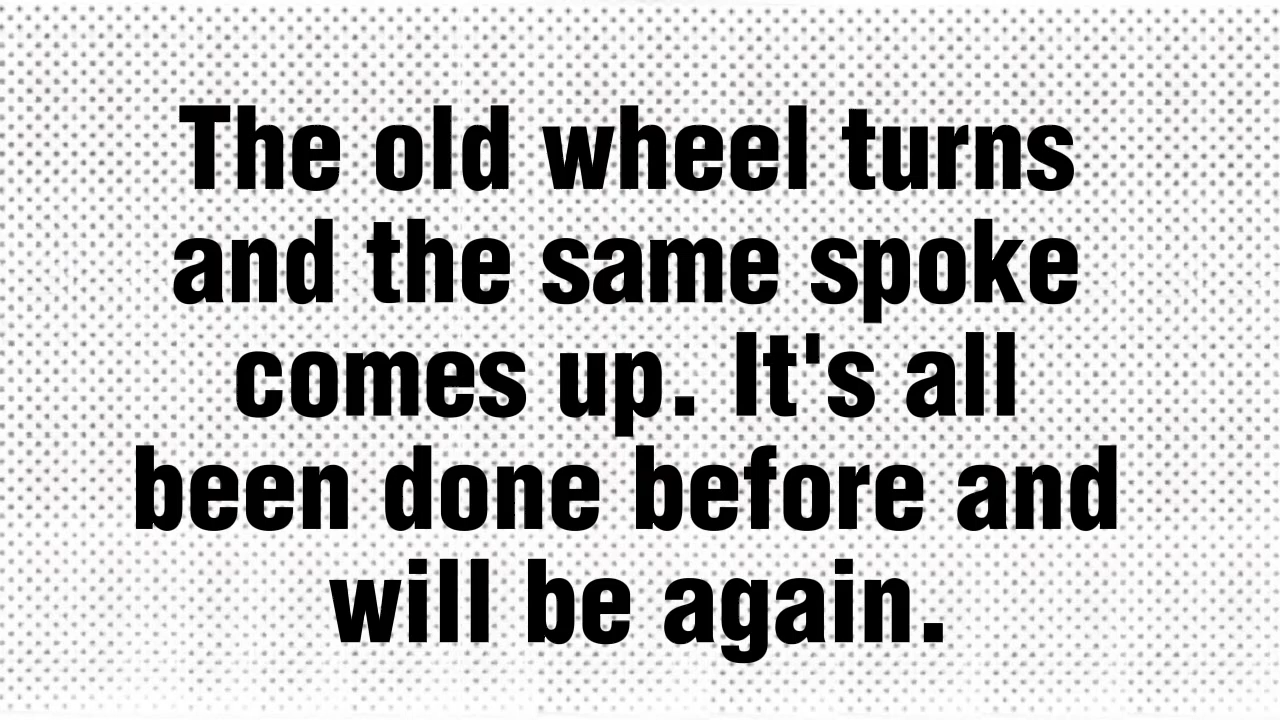 The old wheel turns
and the same spoke
comes up. It's all
been done before and
will be again.